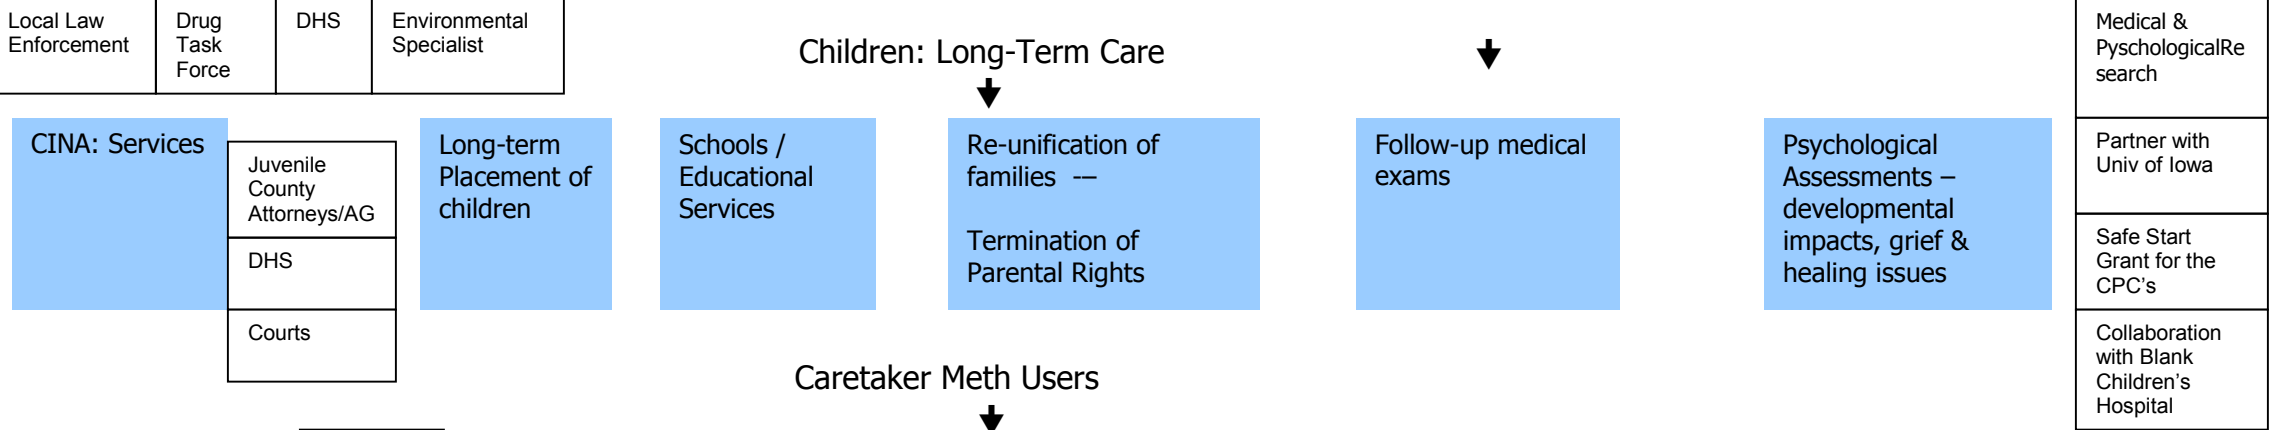 Local Law
Enforcement
Drug
Task
Force
DHS
Environmental
Specialist
Children: Long-Term Care
Medical &
PyschologicalRe
search
CINA: Services
Juvenile
County
Attorneys/AG
DHS
Courts
Long-term
Placement of
children
Schools /
Educational
Services
Re-unification of
families -–
Termination of
Parental Rights
Follow-up medical
exams
Psychological
Assessments –
developmental
impacts, grief &
healing issues
Partner with
Univ of Iowa
Safe Start
Grant for the
CPC's
Collaboration
with Blank
Children's
Hospital
Caretaker Meth Users